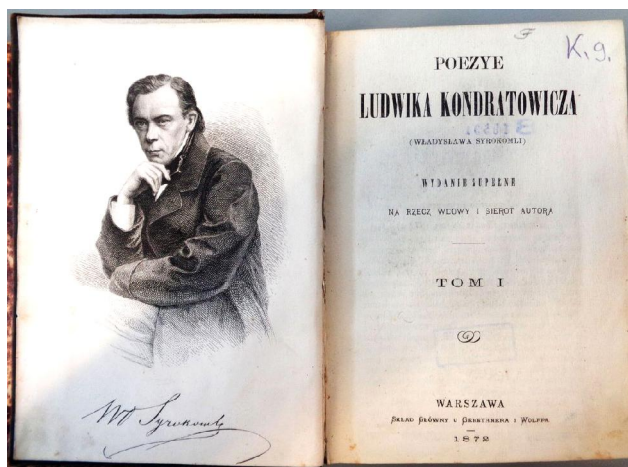 Wł Syrokomla
K. g.
POEZYE
LUDWIKA KONDRATOWICZA
(WŁADYSŁAWA SYROKOMLI)
WYDANIE ZUPEŁNE
NA RZECZ WDOWY I SIEROT AUTORA
TOM I
WARSZAWA
SKŁAD GŁÓWNY U GEBETHNERA I WOLFFA
1872